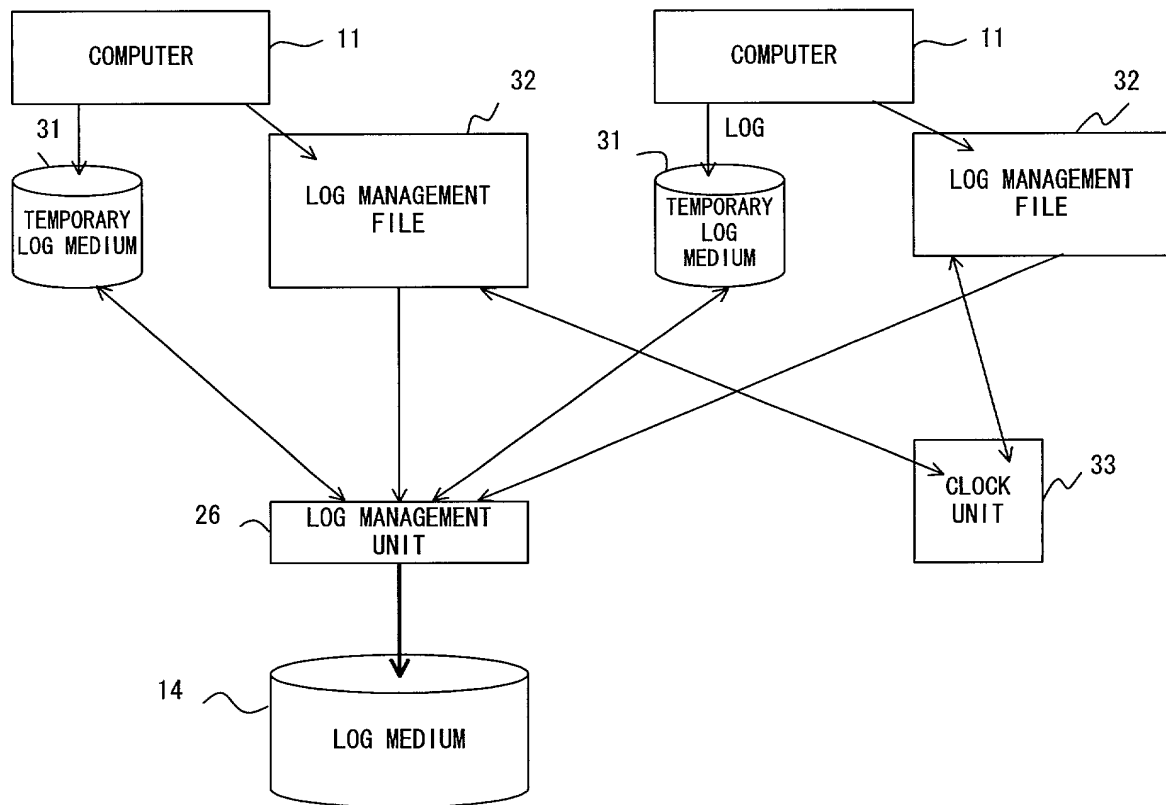 COMPUTER
11
COMPUTER
11
31
32
LOG
31
32
TEMPORARY
LOG MEDIUM
LOG MANAGEMENT
FILE
TEMPORARY
LOG
MEDIUM
LOG MANAGEMENT
FILE
26
LOG MANAGEMENT
UNIT
CLOCK
UNIT
33
14
LOG MEDIUM